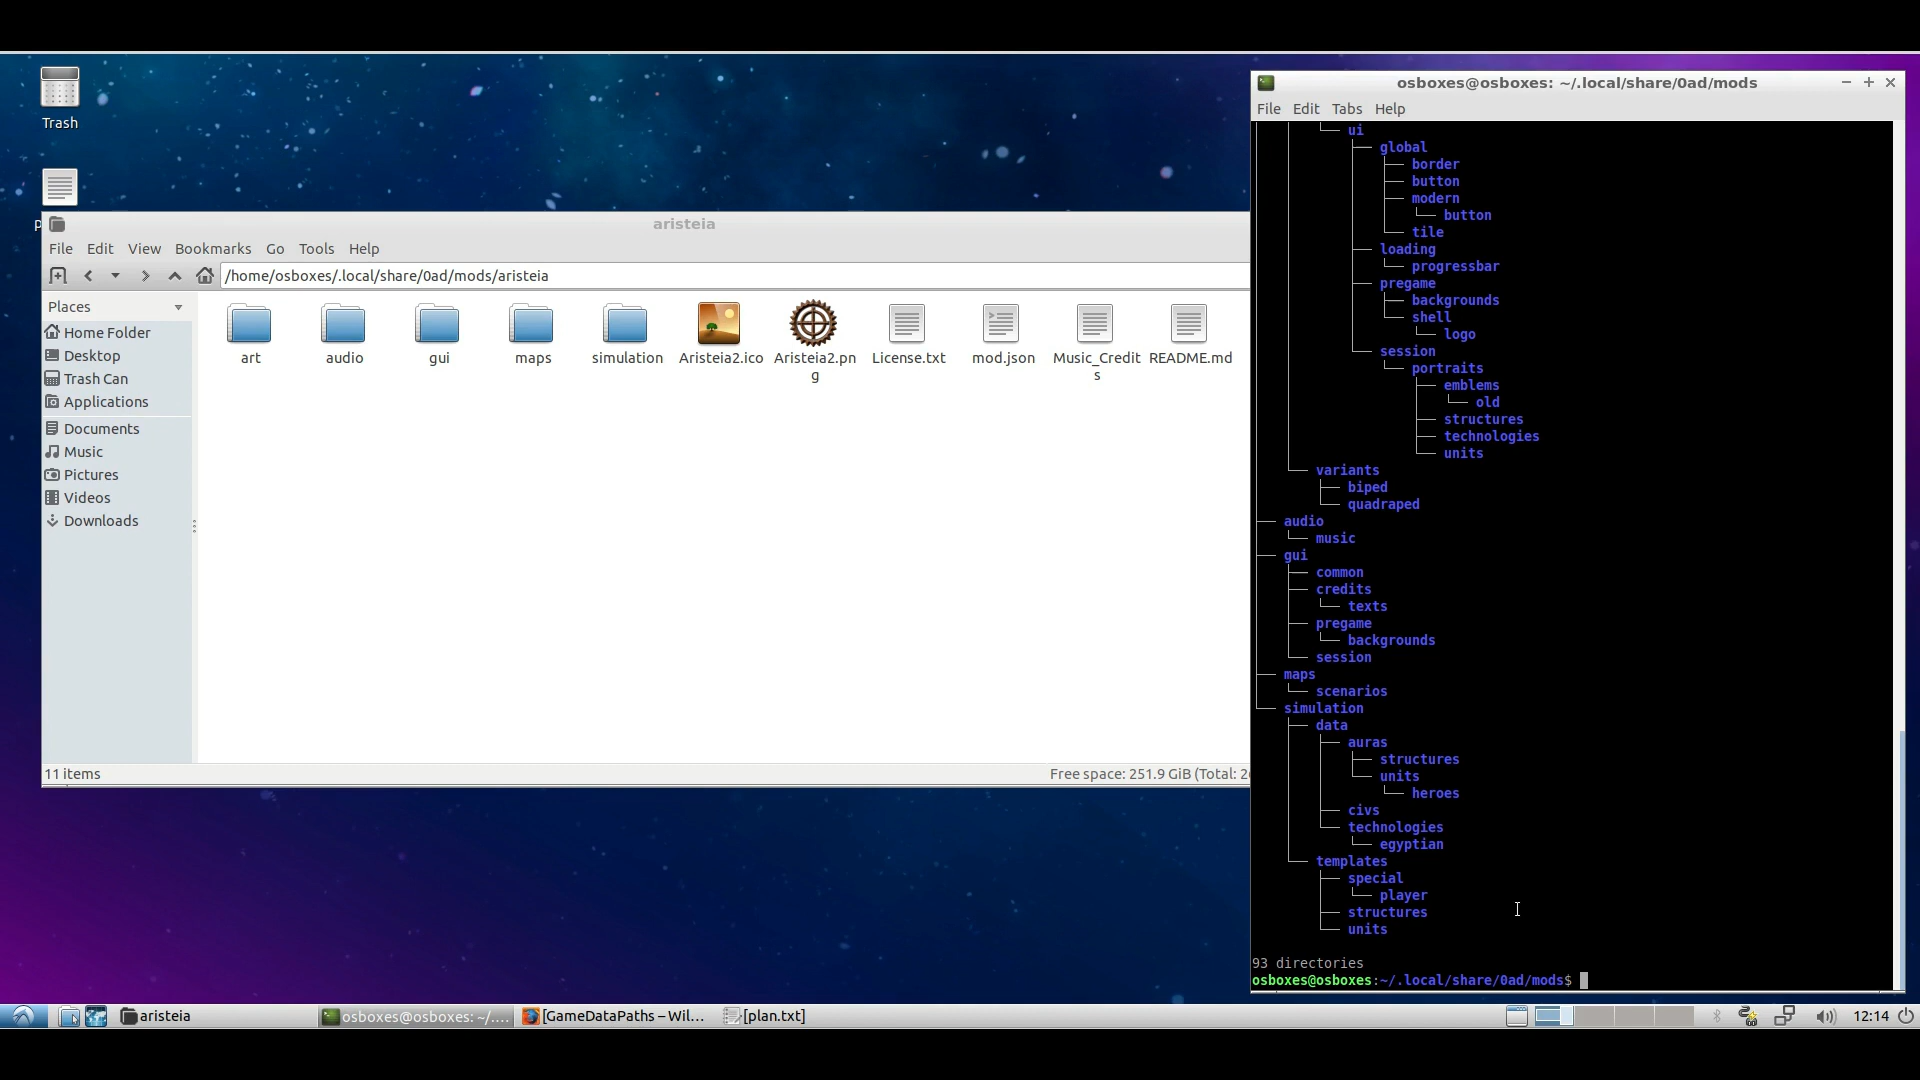 Trash
p
aristeia
File Edit View Bookmarks Go Tools Help
/home/osboxes/.local/share/0ad/mods/aristeia
Places
Home Folder
Desktop
Trash Can
Applications
Documents
Music
Pictures
Videos
Downloads
art
audio
gui
maps
simulation
Aristeia2.ico
Aristeia2.pn
g
License.txt
mod.json
Music_Credit
s
README.md
11 items
Free space: 251.9 GiB (Total: 2
osboxes@osboxes: ~/.local/share/0ad/mods
File Edit Tabs Help
ui
global
border
button
modern
button
tile
loading
progressbar
pregame
backgrounds
shell
logo
session
portraits
emblems
old
structures
technologies
units
variants
biped
quadraped
audio
music
gui
common
credits
texts
pregame
backgrounds
session
maps
scenarios
simulation
data
auras
structures
units
heroes
civs
technologies
egyptian
templates
special
player
structures
units
93 directories
osboxes@osboxes:~/.local/share/0ad/mods$
aristeia
osboxes@osboxes: ~/....
[GameDataPaths – Wil...
[plan.txt]
12:14